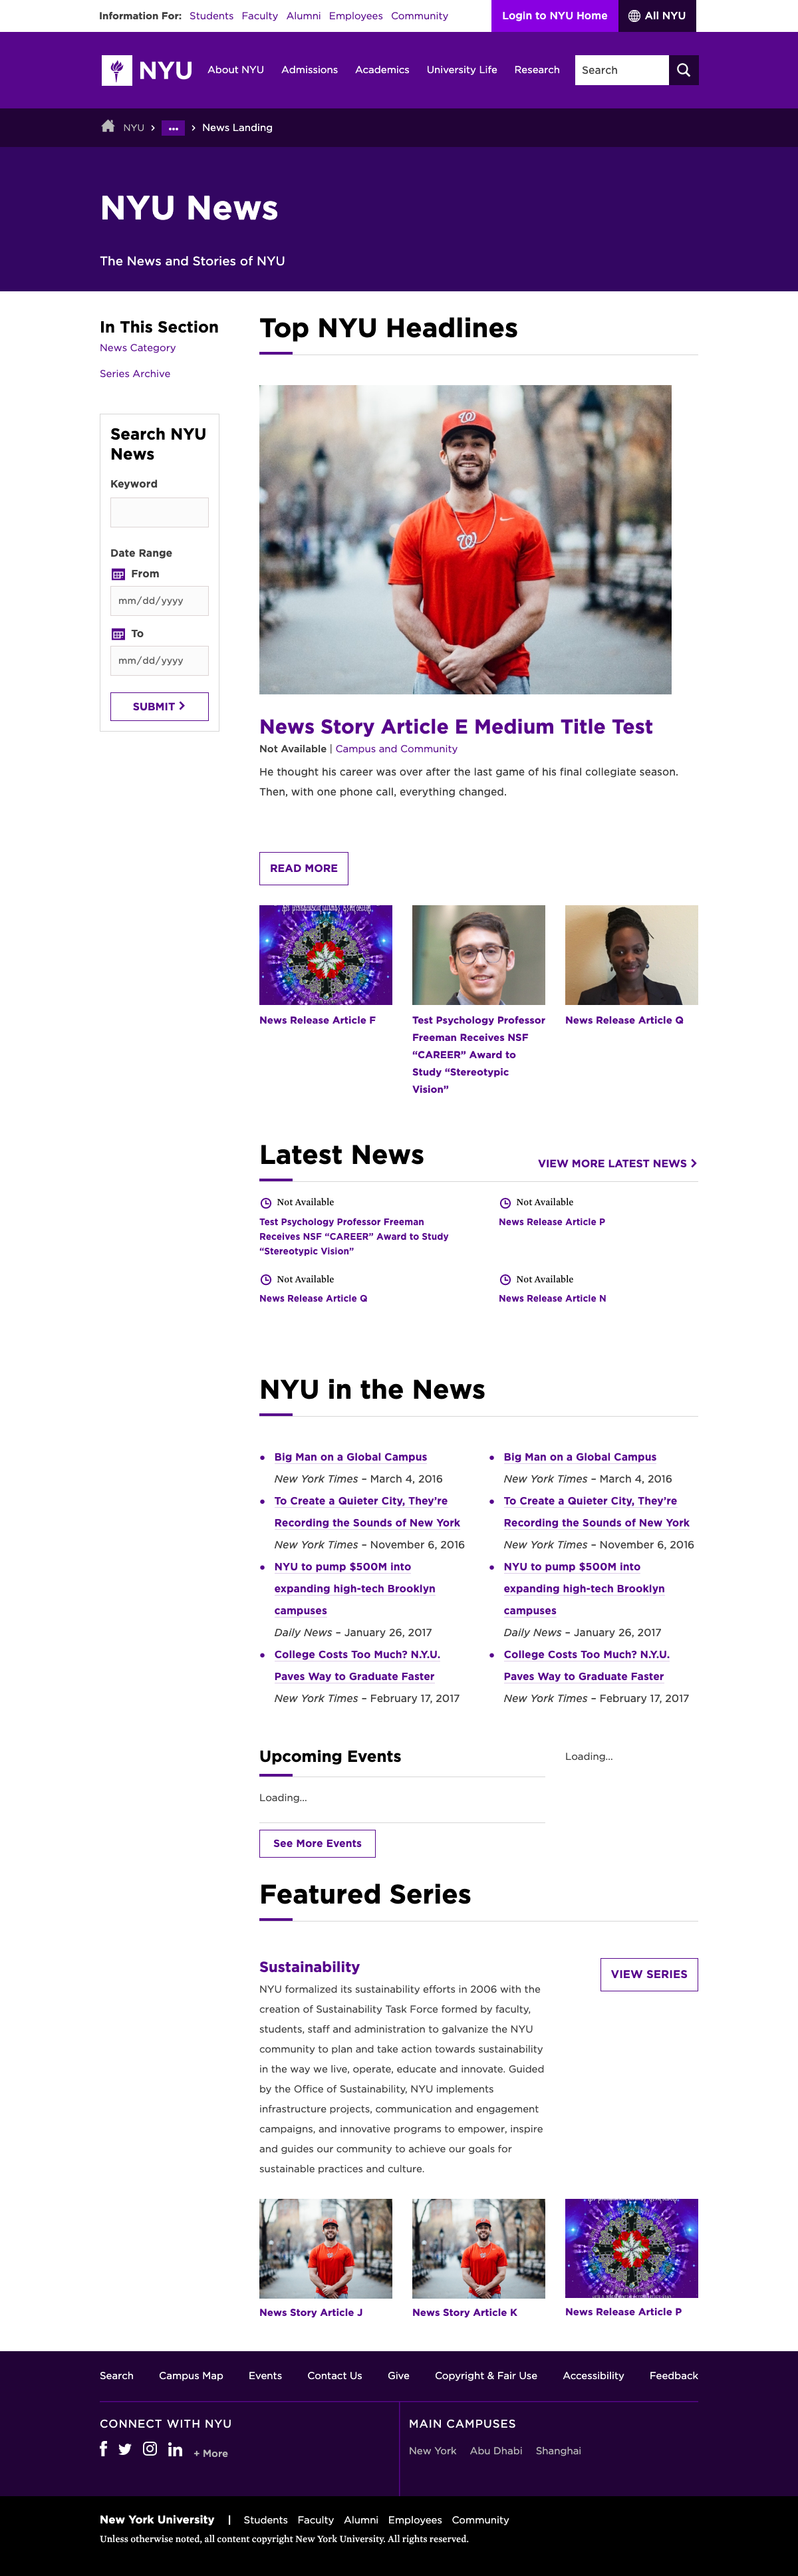 Information For: Students Faculty Alumni Employees Community
Login to NYU Home
All NYU
NYU
About NYU Admissions Academics University Life Research
Search
NYU > ... > News Landing
NYU News
The News and Stories of NYU
In This Section
News Category
Series Archive
Search NYU
News
Keyword
Date Range
From
mm/dd/yyyy
To
mm/dd/yyyy
SUBMIT >
Top NYU Headlines
W
W
News Story Article E Medium Title Test
Not Available | Campus and Community
He thought his career was over after the last game of his final collegiate season.
Then, with one phone call, everything changed.
READ MORE
News Release Article F
Test Psychology Professor
Freeman Receives NSF
“CAREER” Award to
Study “Stereotypic
Vision”
News Release Article Q
Latest News
VIEW MORE LATEST NEWS >
Not Available
Test Psychology Professor Freeman
Receives NSF “CAREER” Award to Study
“Stereotypic Vision”
Not Available
News Release Article P
Not Available
News Release Article Q
Not Available
News Release Article N
NYU in the News
• Big Man on a Global Campus
New York Times – March 4, 2016
• To Create a Quieter City, They’re
Recording the Sounds of New York
New York Times – November 6, 2016
• NYU to pump $500M into
expanding high-tech Brooklyn
campuses
Daily News – January 26, 2017
• College Costs Too Much? N.Y.U.
Paves Way to Graduate Faster
New York Times – February 17, 2017
• Big Man on a Global Campus
New York Times – March 4, 2016
• To Create a Quieter City, They’re
Recording the Sounds of New York
New York Times – November 6, 2016
• NYU to pump $500M into
expanding high-tech Brooklyn
campuses
Daily News – January 26, 2017
• College Costs Too Much? N.Y.U.
Paves Way to Graduate Faster
New York Times – February 17, 2017
Upcoming Events
Loading...
See More Events
Loading...
Featured Series
Sustainability
VIEW SERIES
NYU formalized its sustainability efforts in 2006 with the
creation of Sustainability Task Force formed by faculty,
students, staff and administration to galvanize the NYU
community to plan and take action towards sustainability
in the way we live, operate, educate and innovate. Guided
by the Office of Sustainability, NYU implements
infrastructure projects, communication and engagement
campaigns, and innovative programs to empower, inspire
and guides our community to achieve our goals for
sustainable practices and culture.
News Story Article J
News Story Article K
News Release Article P
Search Campus Map Events Contact Us Give Copyright & Fair Use Accessibility Feedback
CONNECT WITH NYU
+ More
MAIN CAMPUSES
New York Abu Dhabi Shanghai
New York University | Students Faculty Alumni Employees Community
Unless otherwise noted, all content copyright New York University. All rights reserved.